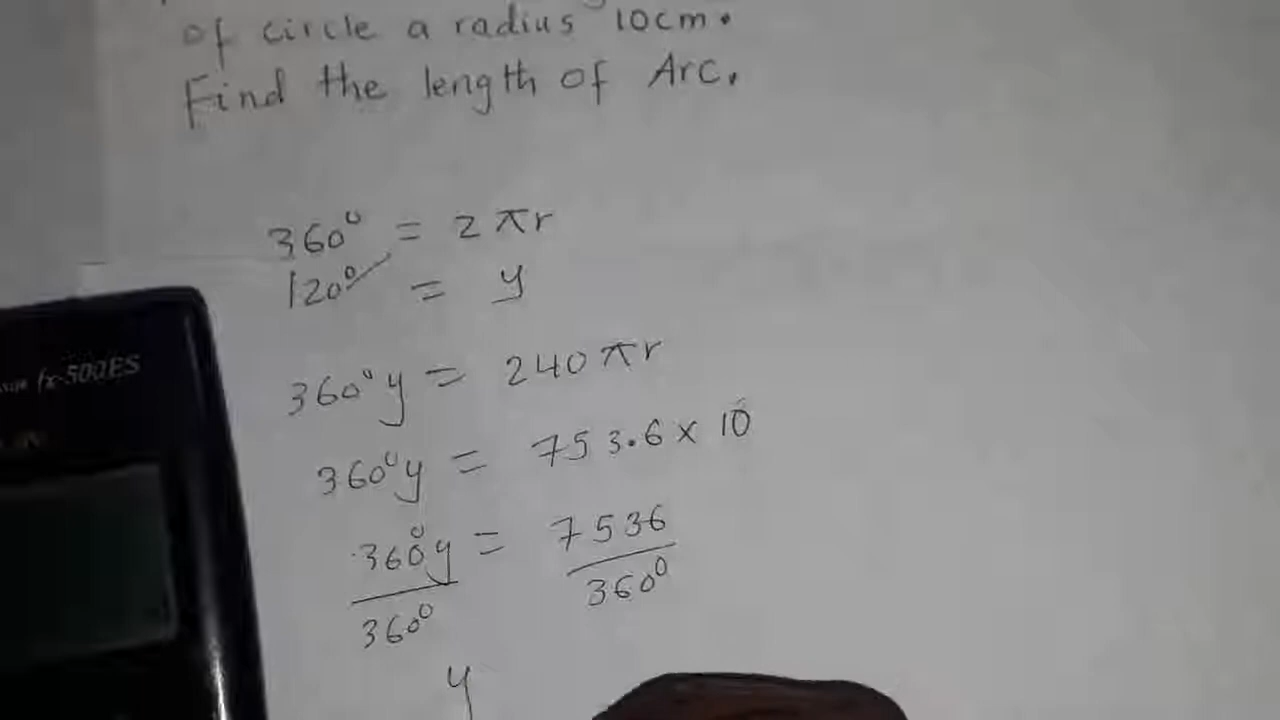 of circle a radius 10cm.
Find the length of Arc.
360° = 2πr
120° = y
360°y = 240πr
360°y = 753.6 x 10
fx-500ES
360°y = 7536
360° 360°
y